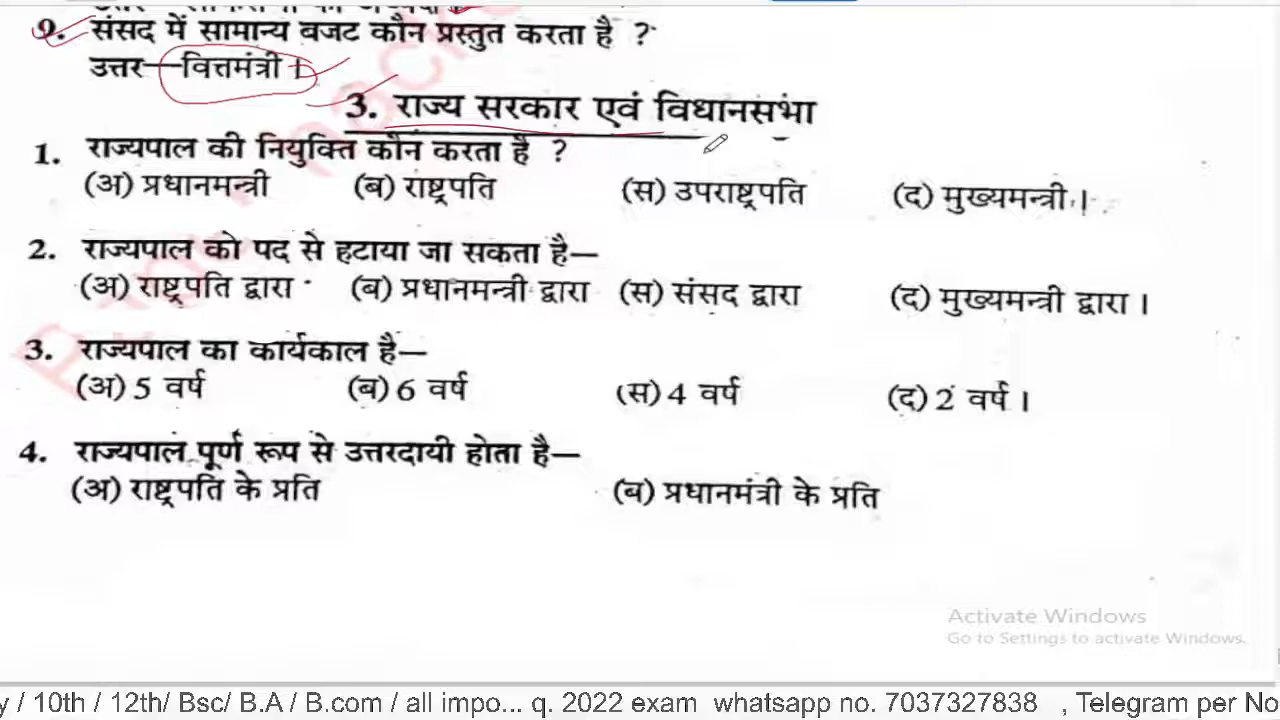 9. संसद में सामान्य बजट कौन प्रस्तुत करता है ?
उत्तर—वित्तमंत्री ।
3. राज्य सरकार एवं विधानसभा
1. राज्यपाल की नियुक्ति कौन करता है ?
(अ) प्रधानमन्त्री (ब) राष्ट्रपति (स) उपराष्ट्रपति (द) मुख्यमन्त्री ।
2. राज्यपाल को पद से हटाया जा सकता है—
(अ) राष्ट्रपति द्वारा (ब) प्रधानमन्त्री द्वारा (स) संसद द्वारा (द) मुख्यमन्त्री द्वारा ।
3. राज्यपाल का कार्यकाल है—
(अ) 5 वर्ष (ब) 6 वर्ष (स) 4 वर्ष (द) 2 वर्ष ।
4. राज्यपाल पूर्ण रूप से उत्तरदायी होता है—
(अ) राष्ट्रपति के प्रति (ब) प्रधानमंत्री के प्रति
Activate Windows
Go to Settings to activate Windows.
/ 10th / 12th/ Bsc/ B.A / B.com / all impo... q. 2022 exam whatsapp no. 7037327838 , Telegram per No